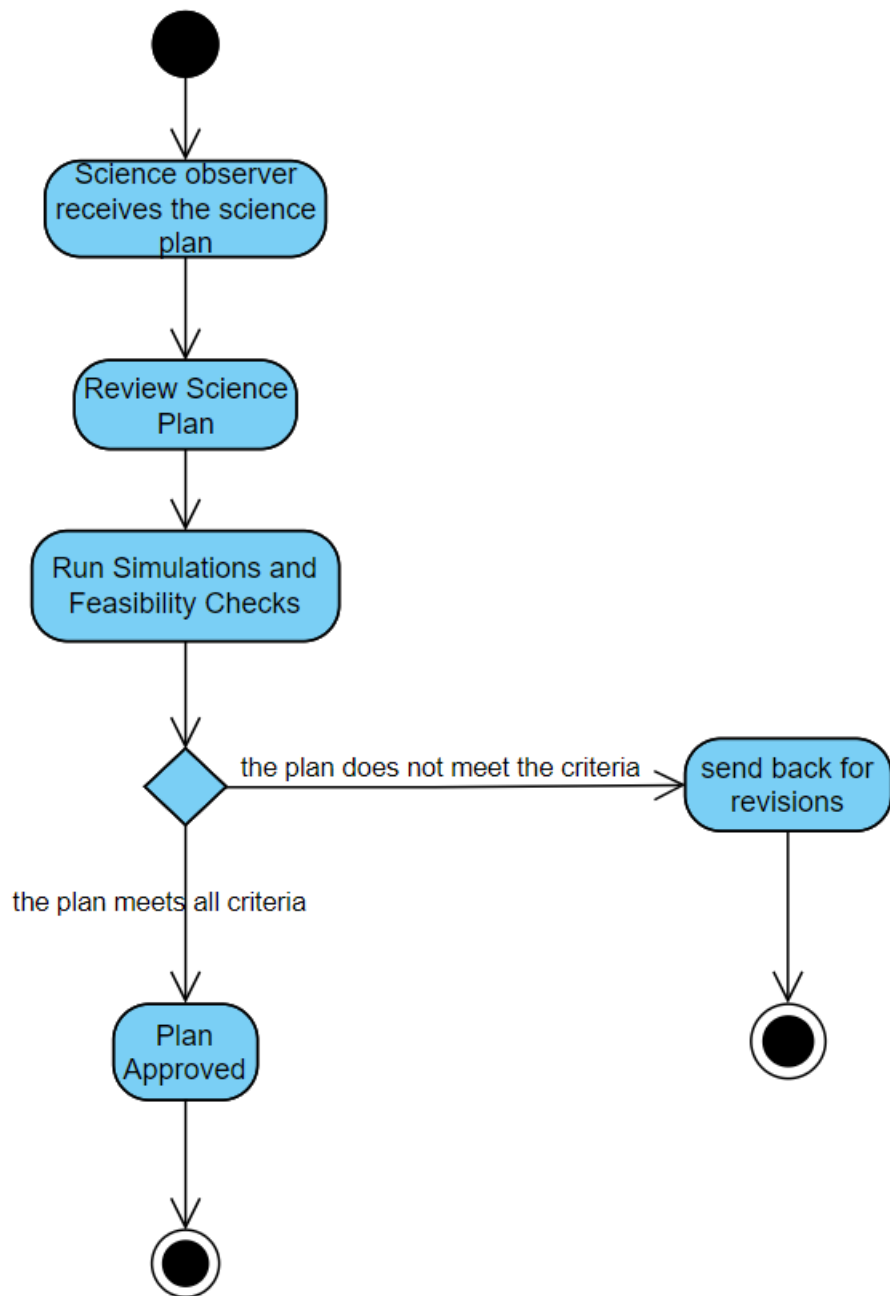 Science observer
receives the science
plan
Review Science
Plan
Run Simulations and
Feasibility Checks
the plan does not meet the criteria
send back for
revisions
the plan meets all criteria
Plan
Approved